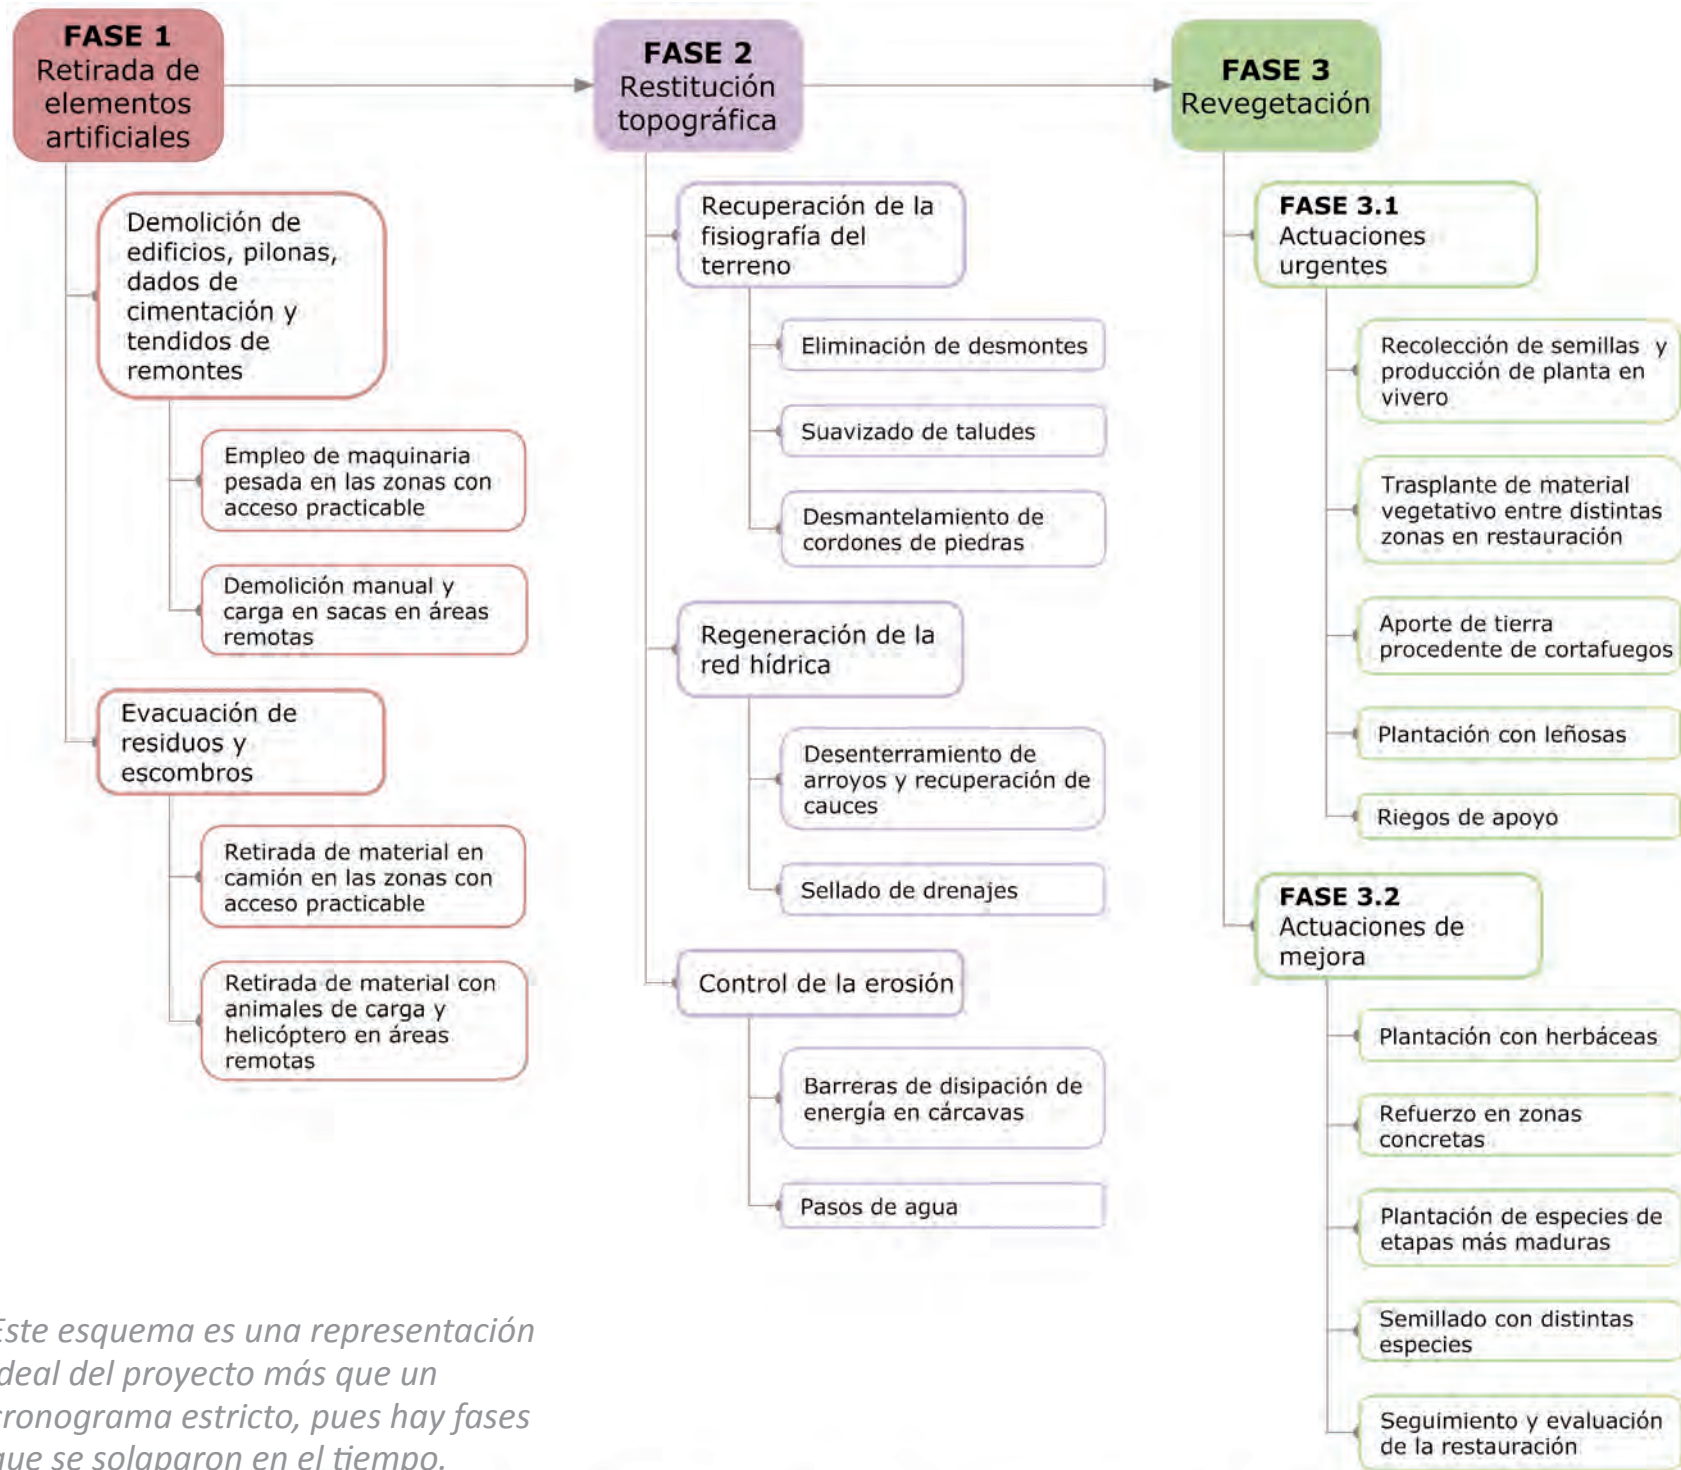 FASE 1
Retirada de
elementos
artificiales
Demolición de
edificios, pilonas,
dados de
cimentación y
tendidos de
remontes
Empleo de maquinaria
pesada en las zonas con
acceso practicable
Demolición manual y
carga en sacas en áreas
remotas
Evacuación de
residuos y
escombros
Retirada de material en
camión en las zonas con
acceso practicable
Retirada de material con
animales de carga y
helicóptero en áreas
remotas
FASE 2
Restitución
topográfica
Recuperación de la
fisiografía del
terreno
Eliminación de desmontes
Suavizado de taludes
Desmantelamiento de
cordones de piedras
Regeneración de la
red hídrica
Desenterramiento de
arroyos y recuperación de
cauces
Sellado de drenajes
Control de la erosión
Barreras de disipación de
energía en cárcavas
Pasos de agua
FASE 3
Revegetación
FASE 3.1
Actuaciones
urgentes
Recolección de semillas y
producción de planta en
vivero
Trasplante de material
vegetativo entre distintas
zonas en restauración
Aporte de tierra
procedente de cortafuegos
Plantación con leñosas
Riegos de apoyo
FASE 3.2
Actuaciones de
mejora
Plantación con herbáceas
Refuerzo en zonas
concretas
Plantación de especies de
etapas más maduras
Semillado con distintas
especies
Seguimiento y evaluación
de la restauración
Este esquema es una representación
ideal del proyecto más que un
cronograma estricto, pues hay fases
que se solaparon en el tiempo.